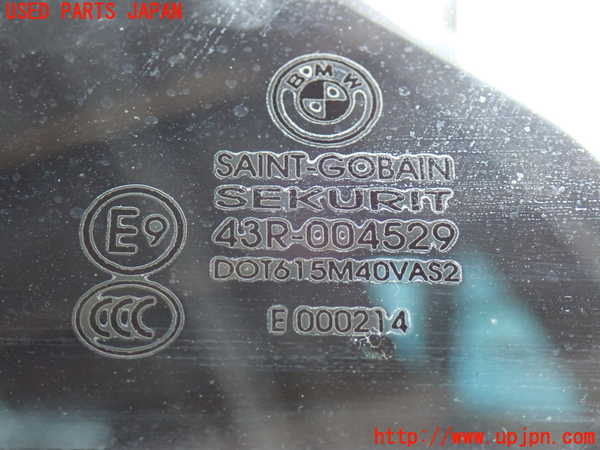 USED PARTS JAPAN
BMW
SAINT-GOBAIN
SEKURIT
E9
43R-004529
DOT615M40VAS2
CCC
E 000214
http://www.upjpn.com/